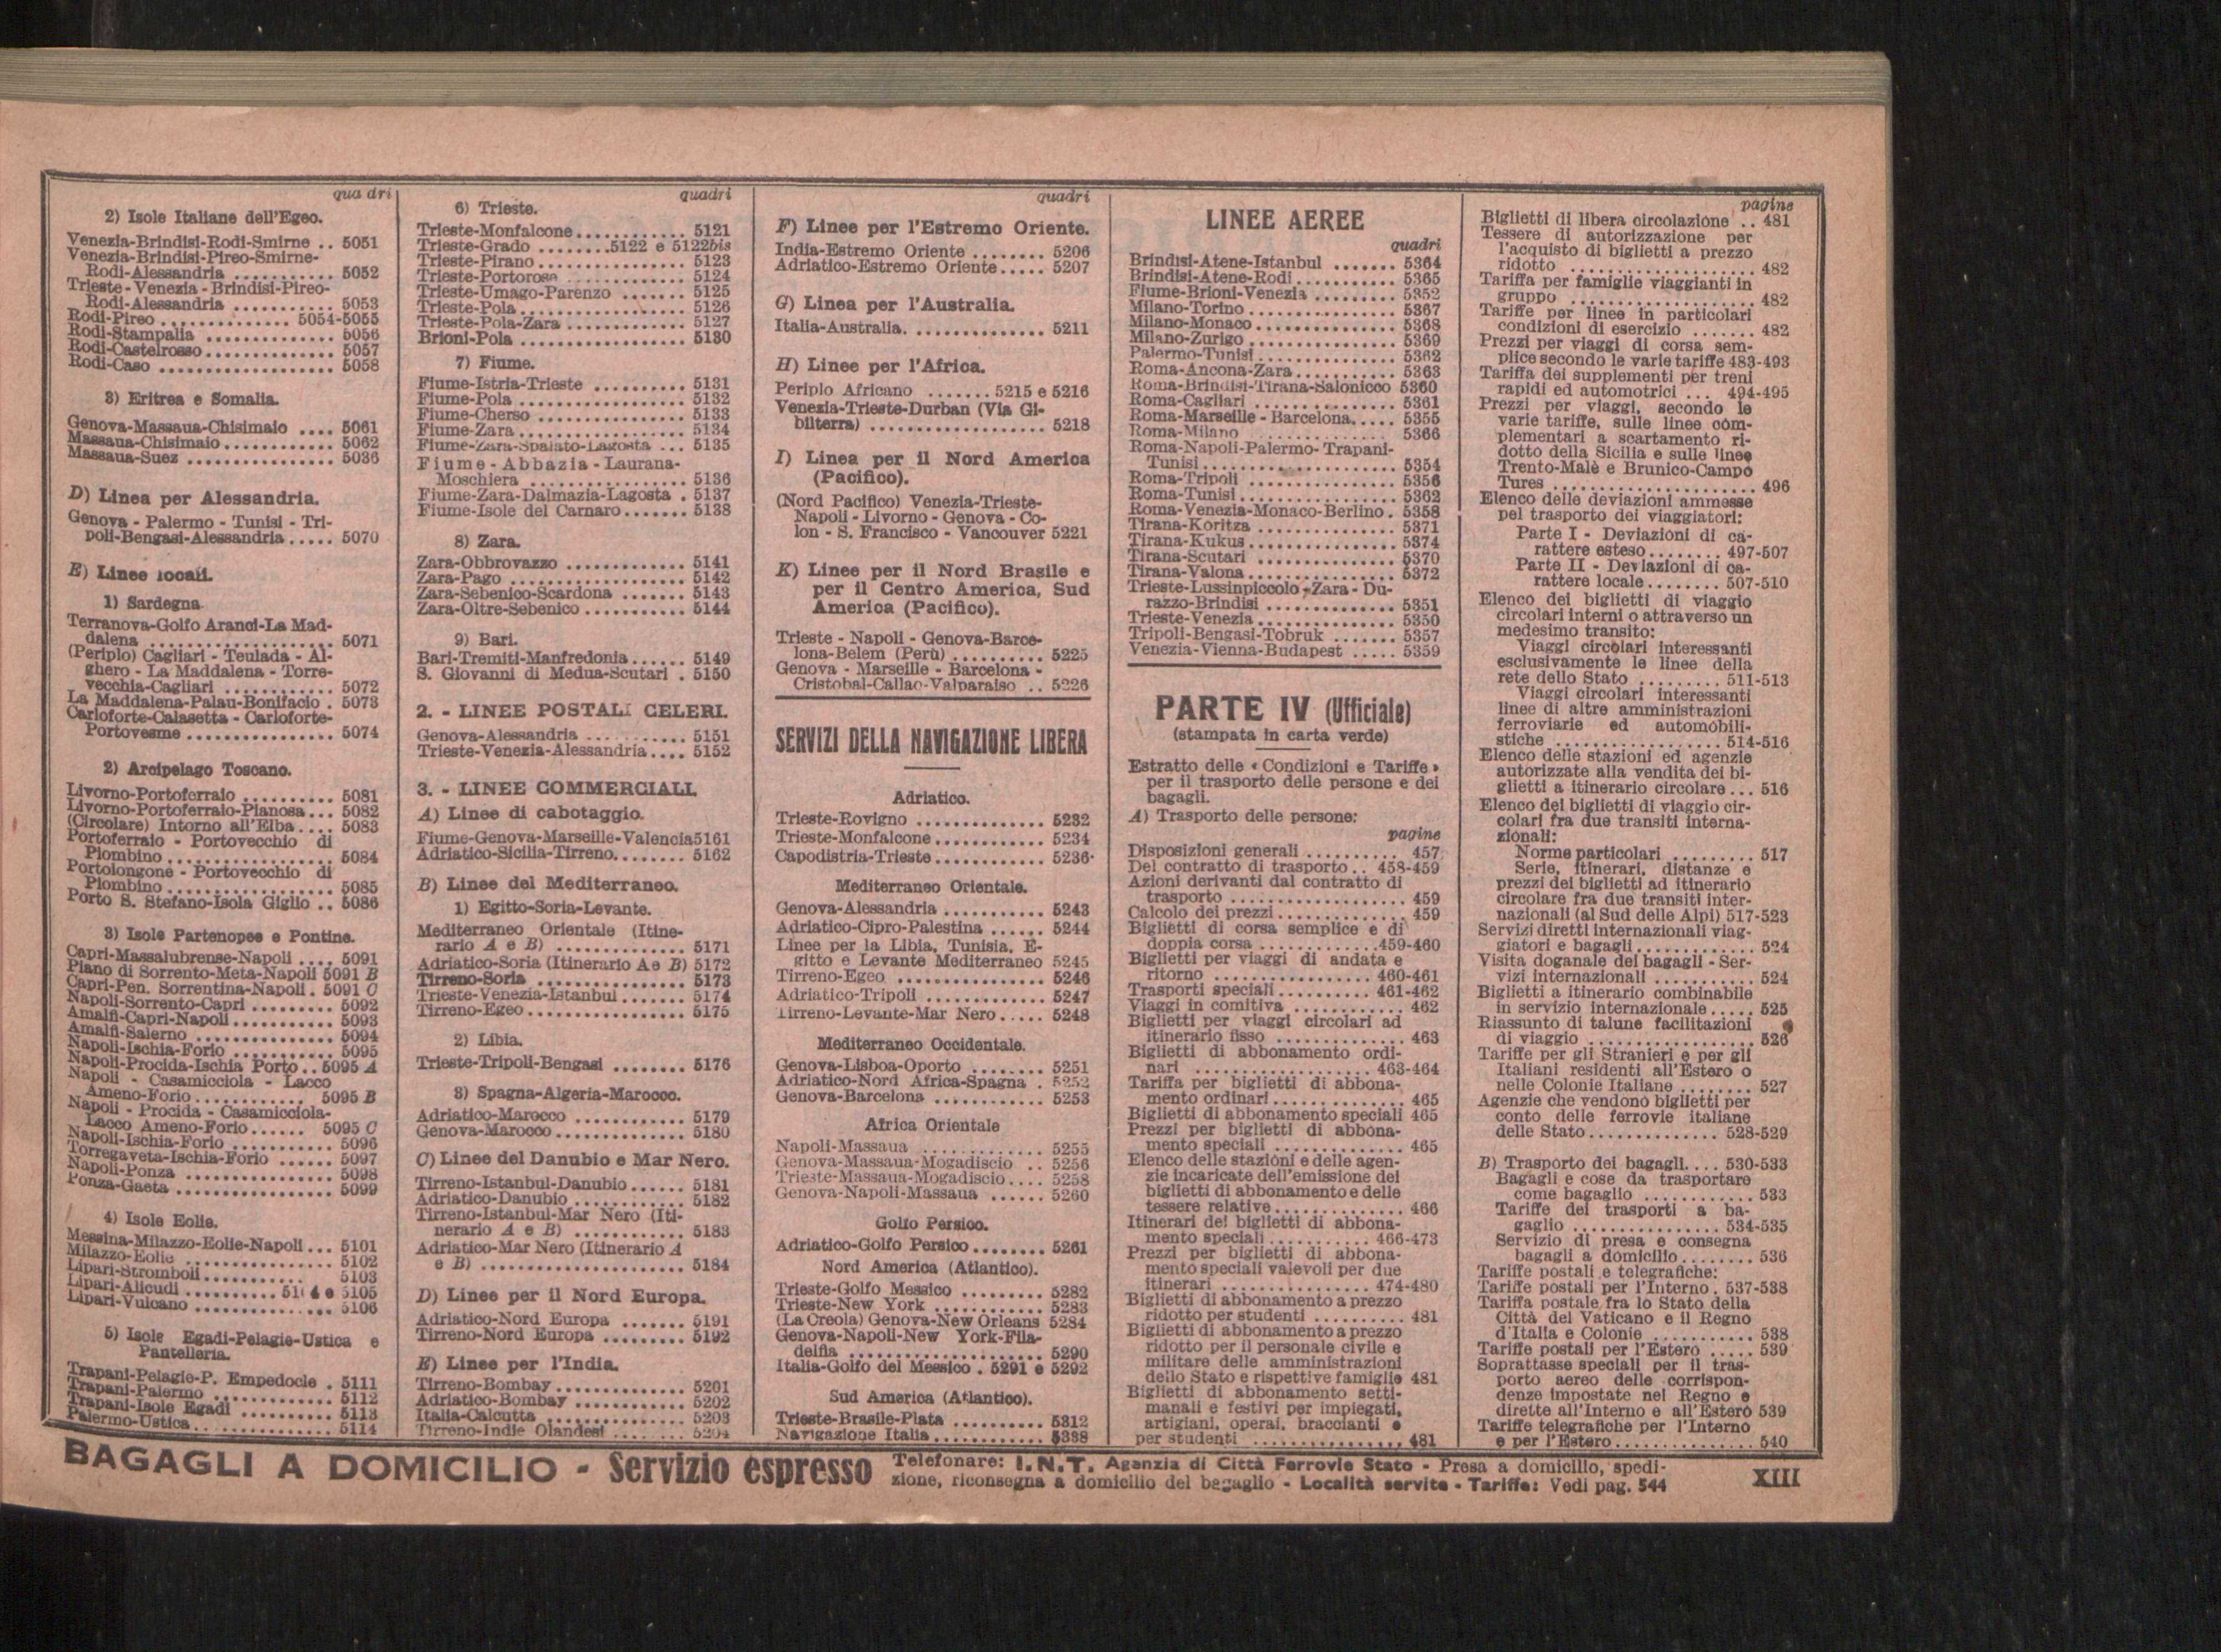 qua dri
2) Isole Italiane dell'Egeo.
Venezia-Brindisi-Rodi-Smirne .. 5051
Venezia-Brindisi-Pireo-Smirne-
Rodi-Alessandria ........... 5052
Trieste - Venezia - Brindisi-Pireo-
Rodi-Alessandria ........... 5053
Rodi-Pireo ............. 5054-5055
Rodi-Stampalia .............. 5056
Rodi-Castelrosso .............. 5057
Rodi-Caso .................. 5058
3) Eritrea e Somalia.
Genova-Massaua-Chisimaio .... 5061
Massaua-Chisimaio ............ 5062
Massaua-Suez ............... 5036
D) Linea per Alessandria.
Genova - Palermo - Tunisi - Tri-
poli-Bengasi-Alessandria ..... 5070
E) Linee locali.
1) Sardegna.
Terranova-Golfo Aranci-La Mad-
dalena ................... 5071
(Periplo) Cagliari - Teulada - Al-
ghero - La Maddalena - Torre-
vecchia-Cagliari ............ 5072
La Maddalena-Palau-Bonifacio . 5073
Carloforte-Calasetta - Carloforte-
Portovesme ............... 5074
2) Arcipelago Toscano.
Livorno-Portoferraio .......... 5081
Livorno-Portoferraio-Pianosa ... 5082
(Circolare) Intorno all'Elba .... 5083
Portoferraio - Portovecchio di
Piombino ................. 5084
Portolongone - Portovecchio di
Piombino ................. 5085
Porto S. Stefano-Isola Giglio .. 5086
3) Isole Partenopee e Pontine.
Capri-Massalubrense-Napoli .... 5091
Piano di Sorrento-Meta-Napoli 5091 B
Capri-Pen. Sorrentina-Napoli . 5091 C
Napoli-Sorrento-Capri ......... 5092
Amalfi-Capri-Napoli ........... 5093
Amalfi-Salerno .............. 5094
Napoli-Ischia-Forio ........... 5095
Napoli-Procida-Ischia Porto .. 5095 A
Napoli - Casamicciola - Lacco
Ameno-Forio ............ 5095 B
Napoli - Procida - Casamicciola-
Lacco Ameno-Forio ...... 5095 C
Napoli-Ischia-Forio ........... 5096
Torregaveta-Ischia-Forio ...... 5097
Napoli-Ponza ............... 5098
Ponza-Gaeta ................ 5099
4) Isole Eolie.
Messina-Milazzo-Eolie-Napoli ... 5101
Milazzo-Eolie ................ 5102
Lipari-Stromboli ........... 5103
Lipari-Alicudi .......... 5104 e 5105
Lipari-Vulcano .............. 5106
5) Isole Egadi-Pelagie-Ustica e
Pantelleria.
Trapani-Pelagie-P. Empedocle . 5111
Trapani-Palermo ............ 5112
Trapani-Isole Egadi .......... 5113
Palermo-Ustica .............. 5114
quadri
6) Trieste.
Trieste-Monfalcone ............ 5121
Trieste-Grado ........ 5122 e 5122bis
Trieste-Pirano ................ 5123
Trieste-Portorose .............. 5124
Trieste-Umago-Parenzo ....... 5125
Trieste-Pola .................. 5126
Trieste-Pola-Zara ............. 5127
Brioni-Pola .................. 5130
7) Fiume.
Fiume-Istria-Trieste .......... 5131
Fiume-Pola .................. 5132
Fiume-Cherso ................ 5133
Fiume-Zara .................. 5134
Fiume-Zara-Spalato-Lagosta ... 5135
Fiume - Abbazia - Laurana-
Moschiera ................. 5136
Fiume-Zara-Dalmazia-Lagosta . 5137
Fiume-Isole del Carnaro ....... 5138
8) Zara.
Zara-Obbrovazzo ............. 5141
Zara-Pago ................... 5142
Zara-Sebenico-Scardona ....... 5143
Zara-Oltre-Sebenico ........... 5144
9) Bari.
Bari-Tremiti-Manfredonia ...... 5149
S. Giovanni di Medua-Scutari . 5150
2. - LINEE POSTALI CELERI.
Genova-Alessandria ........... 5151
Trieste-Venezia-Alessandria .... 5152
3. - LINEE COMMERCIALI.
A) Linee di cabotaggio.
Fiume-Genova-Marseille-Valencia5161
Adriatico-Sicilia-Tirreno ........ 5162
B) Linee del Mediterraneo.
1) Egitto-Soria-Levante.
Mediterraneo Orientale (Itine-
rario A e B) .............. 5171
Adriatico-Soria (Itinerario A e B) 5172
Tirreno-Soria ................ 5173
Trieste-Venezia-Istanbul ....... 5174
Tirreno-Egeo ................. 5175
2) Libia.
Trieste-Tripoli-Bengasi ........ 5176
3) Spagna-Algeria-Marocco.
Adriatico-Marocco ............ 5179
Genova-Marocco .............. 5180
C) Linee del Danubio e Mar Nero.
Tirreno-Istanbul-Danubio ...... 5181
Adriatico-Danubio ............ 5182
Tirreno-Istanbul-Mar Nero (Iti-
nerario A e B) ............ 5183
Adriatico-Mar Nero (Itinerario A
e B) ...................... 5184
D) Linee per il Nord Europa.
Adriatico-Nord Europa ....... 5191
Tirreno-Nord Europa ......... 5192
E) Linee per l'India.
Tirreno-Bombay .............. 5201
Adriatico-Bombay ............ 5202
Italia-Calcutta ............... 5203
Tirreno-Indie Olandesi ........ 5204
quadri
F) Linee per l'Estremo Oriente.
India-Estremo Oriente ........ 5206
Adriatico-Estremo Oriente ..... 5207
G) Linea per l'Australia.
Italia-Australia. .............. 5211
H) Linee per l'Africa.
Periplo Africano ....... 5215 e 5216
Venezia-Trieste-Durban (Via Gi-
bilterra) ................... 5218
I) Linea per il Nord America
(Pacifico).
(Nord Pacifico) Venezia-Trieste-
Napoli - Livorno - Genova - Co-
lon - S. Francisco - Vancouver 5221
K) Linee per il Nord Brasile e
per il Centro America, Sud
America (Pacifico).
Trieste - Napoli - Genova-Barce-
lona-Belem (Perù) .......... 5225
Genova - Marseille - Barcelona -
Cristobal-Callao-Valparaiso .. 5226
SERVIZI DELLA NAVIGAZIONE LIBERA
Adriatico.
Trieste-Rovigno .............. 5232
Trieste-Monfalcone ............ 5234
Capodistria-Trieste ............ 5236
Mediterraneo Orientale.
Genova-Alessandria ........... 5243
Adriatico-Cipro-Palestina ...... 5244
Linee per la Libia, Tunisia, E-
gitto e Levante Mediterraneo 5245
Tirreno-Egeo ................ 5246
Adriatico-Tripoli ............. 5247
Tirreno-Levante-Mar Nero ..... 5248
Mediterraneo Occidentale.
Genova-Lisboa-Oporto ........ 5251
Adriatico-Nord Africa-Spagna . 5252
Genova-Barcelona ............ 5253
Africa Orientale
Napoli-Massaua ............. 5255
Genova-Massaua-Mogadiscio .. 5256
Trieste-Massaua-Mogadiscio .... 5258
Genova-Napoli-Massaua ...... 5260
Golfo Persico.
Adriatico-Golfo Persico ........ 5261
Nord America (Atlantico).
Trieste-Golfo Messico ......... 5282
Trieste-New York ............ 5283
(La Creola) Genova-New Orleans 5284
Genova-Napoli-New York-Fila-
delfia ..................... 5290
Italia-Golfo del Messico . 5291 e 5292
Sud America (Atlantico).
Trieste-Brasile-Plata ........... 5312
Navigazione Italia ............ 5338
LINEE AEREE
quadri
Brindisi-Atene-Istanbul ....... 5364
Brindisi-Atene-Rodi ........... 5365
Fiume-Brioni-Venezia ......... 5352
Milano-Torino ................ 5367
Milano-Monaco ............... 5368
Milano-Zurigo ................ 5369
Palermo-Tunisi ............... 5362
Roma-Ancona-Zara ........... 5363
Roma-Brindisi-Tirana-Salonicco 5360
Roma-Cagliari ............... 5361
Roma-Marseille - Barcelona ..... 5355
Roma-Milano ............... 5366
Roma-Napoli-Palermo- Trapani-
Tunisi ..................... 5354
Roma-Tripoli ................ 5356
Roma-Tunisi ................. 5362
Roma-Venezia-Monaco-Berlino . 5358
Tirana-Koritza ............... 5371
Tirana-Kukus ................ 5374
Tirana-Scutari ............... 5370
Tirana-Valona ................ 5372
Trieste-Lussinpiccolo-Zara - Du-
razzo-Brindisi .............. 5351
Trieste-Venezia ............... 5350
Tripoli-Bengasi-Tobruk ....... 5357
Venezia-Vienna-Budapest ..... 5359
PARTE IV (Ufficiale)
(stampata in carta verde)
Estratto delle « Condizioni e Tariffe »
per il trasporto delle persone e dei
bagagli.
A) Trasporto delle persone:
pagine
Disposizioni generali .......... 457
Del contratto di trasporto .. 458-459
Azioni derivanti dal contratto di
trasporto ................... 459
Calcolo dei prezzi .............. 459
Biglietti di corsa semplice e di
doppia corsa ............ 459-460
Biglietti per viaggi di andata e
ritorno ................. 460-461
Trasporti speciali .......... 461-462
Viaggi in comitiva ............ 462
Biglietti per viaggi circolari ad
itinerario fisso .............. 463
Biglietti di abbonamento ordi-
nari ................... 463-464
Tariffa per biglietti di abbona-
mento ordinari .............. 465
Biglietti di abbonamento speciali 465
Prezzi per biglietti di abbona-
mento speciali .............. 465
Elenco delle stazioni e delle agen-
zie incaricate dell'emissione dei
biglietti di abbonamento e delle
tessere relative .............. 466
Itinerari dei biglietti di abbona-
mento speciali ........... 466-473
Prezzi per biglietti di abbona-
mento speciali valevoli per due
itinerari ................ 474-480
Biglietti di abbonamento a prezzo
ridotto per studenti .......... 481
Biglietti di abbonamento a prezzo
ridotto per il personale civile e
militare delle amministrazioni
dello Stato e rispettive famiglie 481
Biglietti di abbonamento setti-
manali e festivi per impiegati,
artigiani, operai, braccianti e
per studenti ................ 481
pagine
Biglietti di libera circolazione .. 481
Tessere di autorizzazione per
l'acquisto di biglietti a prezzo
ridotto .................... 482
Tariffa per famiglie viaggianti in
gruppo .................... 482
Tariffe per linee in particolari
condizioni di esercizio ....... 482
Prezzi per viaggi di corsa sem-
plice secondo le varie tariffe 483-493
Tariffa dei supplementi per treni
rapidi ed automotrici ... 494-495
Prezzi per viaggi, secondo le
varie tariffe, sulle linee com-
plementari a scartamento ri-
dotto della Sicilia e sulle linee
Trento-Malè e Brunico-Campo
Tures ...................... 496
Elenco delle deviazioni ammesse
pel trasporto dei viaggiatori:
Parte I - Deviazioni di ca-
rattere esteso ........ 497-507
Parte II - Deviazioni di ca-
rattere locale ........ 507-510
Elenco dei biglietti di viaggio
circolari interni o attraverso un
medesimo transito:
Viaggi circolari interessanti
esclusivamente le linee della
rete dello Stato ......... 511-513
Viaggi circolari interessanti
linee di altre amministrazioni
ferroviarie ed automobili-
stiche .................. 514-516
Elenco delle stazioni ed agenzie
autorizzate alla vendita dei bi-
glietti a itinerario circolare ... 516
Elenco dei biglietti di viaggio cir-
colari fra due transiti interna-
zionali:
Norme particolari ......... 517
Serie, itinerari, distanze e
prezzi dei biglietti ad itinerario
circolare fra due transiti inter-
nazionali (al Sud delle Alpi) 517-523
Servizi diretti internazionali viag-
giatori e bagagli ............. 524
Visita doganale dei bagagli - Ser-
vizi internazionali ........... 524
Biglietti a itinerario combinabile
in servizio internazionale ..... 525
Riassunto di talune facilitazioni
di viaggio .................. 526
Tariffe per gli Stranieri e per gli
Italiani residenti all'Estero o
nelle Colonie Italiane ........ 527
Agenzie che vendono biglietti per
conto delle ferrovie italiane
delle Stato ............. 528-529
B) Trasporto dei bagagli .... 530-533
Bagagli e cose da trasportare
come bagaglio ............ 533
Tariffe dei trasporti a ba-
gaglio ................ 534-535
Servizio di presa e consegna
bagagli a domicilio ........ 536
Tariffe postali e telegrafiche:
Tariffe postali per l'Interno . 537-538
Tariffa postale fra lo Stato della
Città del Vaticano e il Regno
d'Italia e Colonie ........... 538
Tariffe postali per l'Estero ..... 539
Soprattasse speciali per il tras-
porto aereo delle corrispon-
denze impostate nel Regno e
dirette all'Interno e all'Estero 539
Tariffe telegrafiche per l'Interno
e per l'Estero ............... 540
BAGAGLI A DOMICILIO - Servizio espresso
Telefonare: I.N.T. Agenzia di Città Ferrovie Stato - Presa a domicilio, spedi-
zione, riconsegna a domicilio del bagaglio - Località servite - Tariffe: Vedi pag. 544
XIII